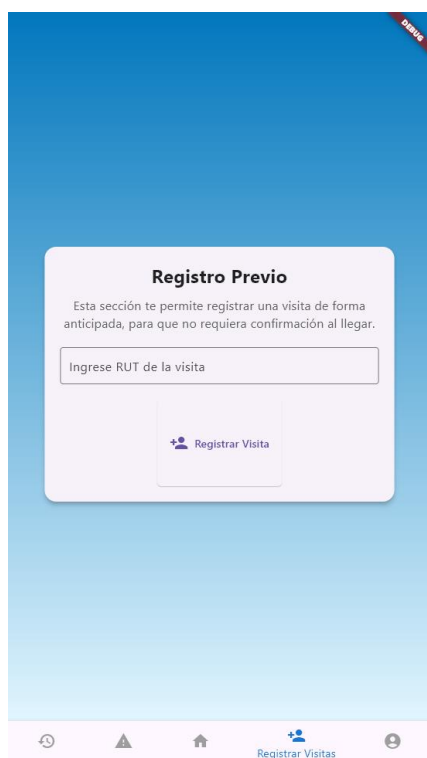 DEBUG
Registro Previo
Esta sección te permite registrar una visita de forma
anticipada, para que no requiera confirmación al llegar.
Ingrese RUT de la visita
Registrar Visita
Registrar Visitas